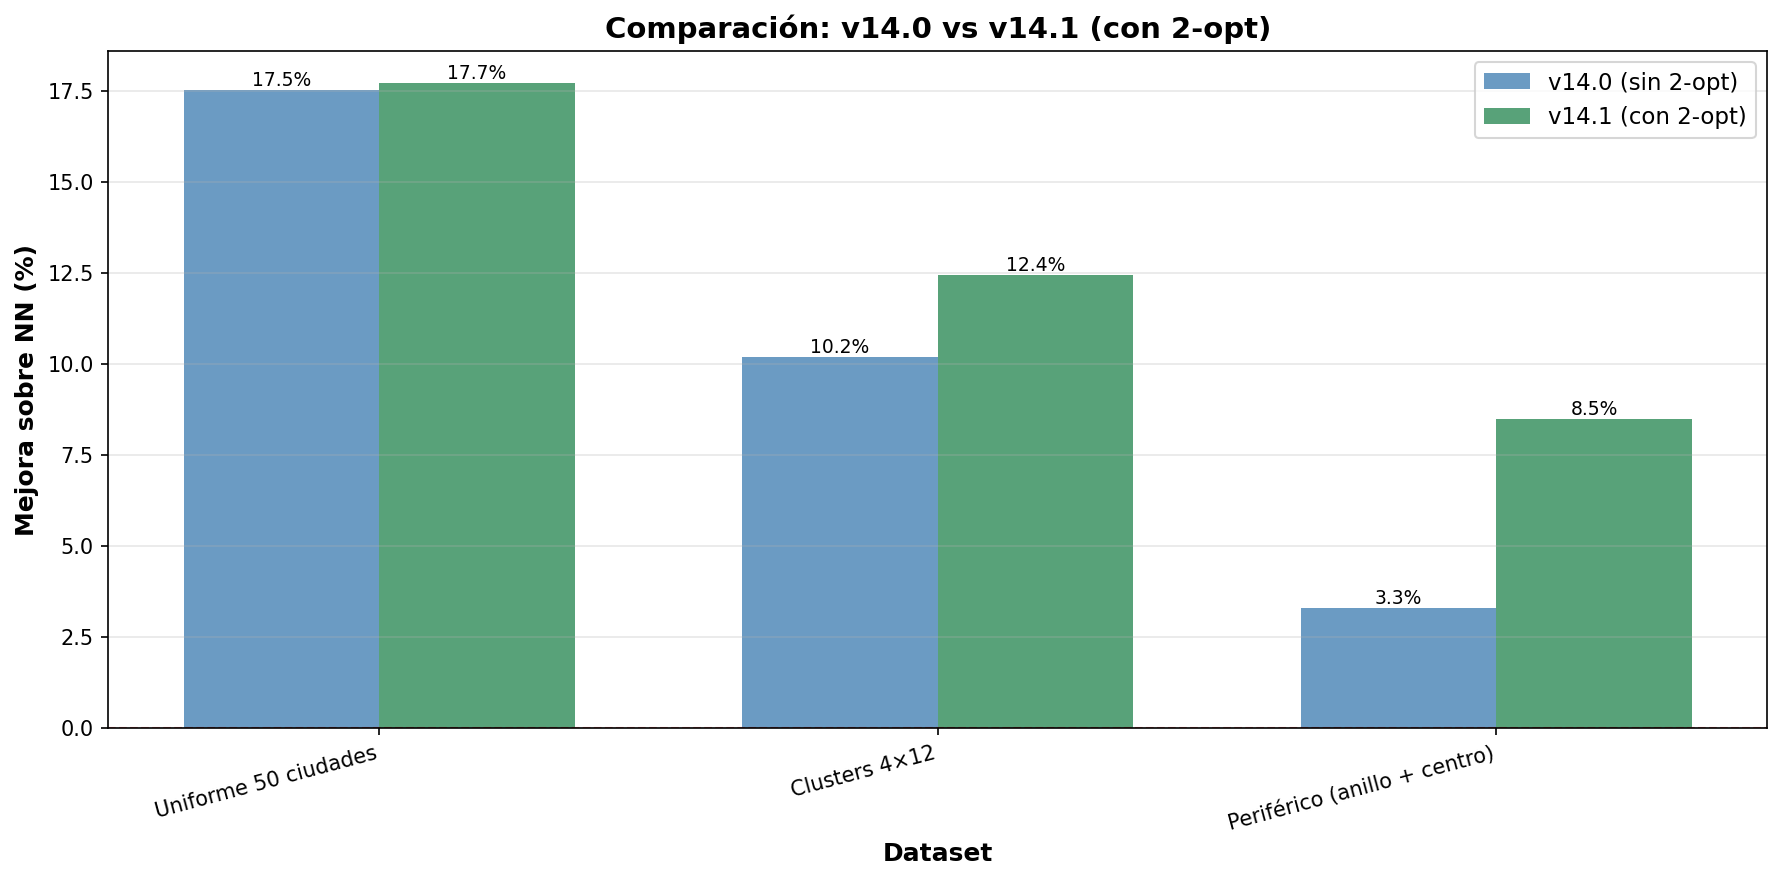 Comparación: v14.0 vs v14.1 (con 2-opt)
v14.0 (sin 2-opt)
v14.1 (con 2-opt)
Mejora sobre NN (%)
17.5
15.0
12.5
10.0
7.5
5.0
2.5
0.0
17.5%
17.7%
10.2%
12.4%
3.3%
8.5%
Uniforme 50 ciudades
Clusters 4×12
Periférico (anillo + centro)
Dataset